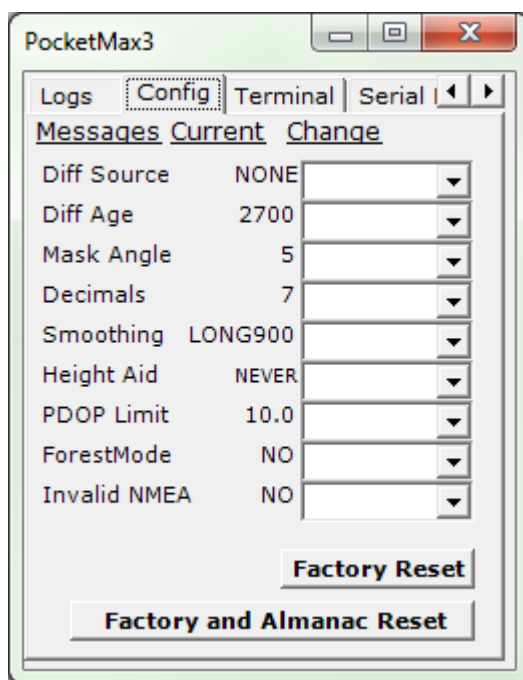 PocketMax3
Logs Config Terminal Serial
Messages Current Change
Diff Source NONE
Diff Age 2700
Mask Angle 5
Decimals 7
Smoothing LONG900
Height Aid NEVER
PDOP Limit 10.0
ForestMode NO
Invalid NMEA NO
Factory Reset
Factory and Almanac Reset